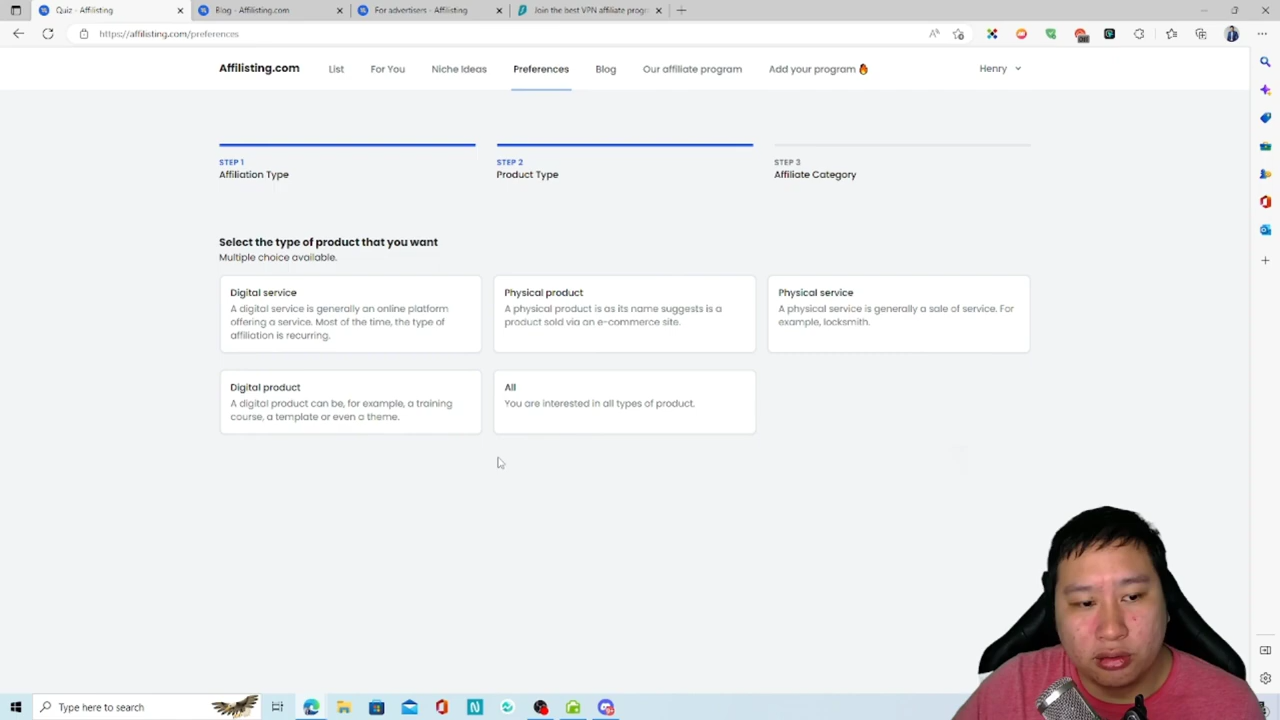 Quiz - Affilisting
Blog - Affilisting.com
For advertisers - Affilisting
Join the best VPN affiliate progr
https://affilisting.com/preferences
Affilisting.com
List
For You
Niche Ideas
Preferences
Blog
Our affiliate program
Add your program 🔥
Henry
STEP 1
Affiliation Type
STEP 2
Product Type
STEP 3
Affiliate Category
Select the type of product that you want
Multiple choice available.
Digital service
A digital service is generally an online platform
offering a service. Most of the time, the type of
affiliation is recurring.
Physical product
A physical product is as its name suggests is a
product sold via an e-commerce site.
Physical service
A physical service is generally a sale of service. For
example, locksmith.
Digital product
A digital product can be, for example, a training
course, a template or even a theme.
All
You are interested in all types of product.
Type here to search